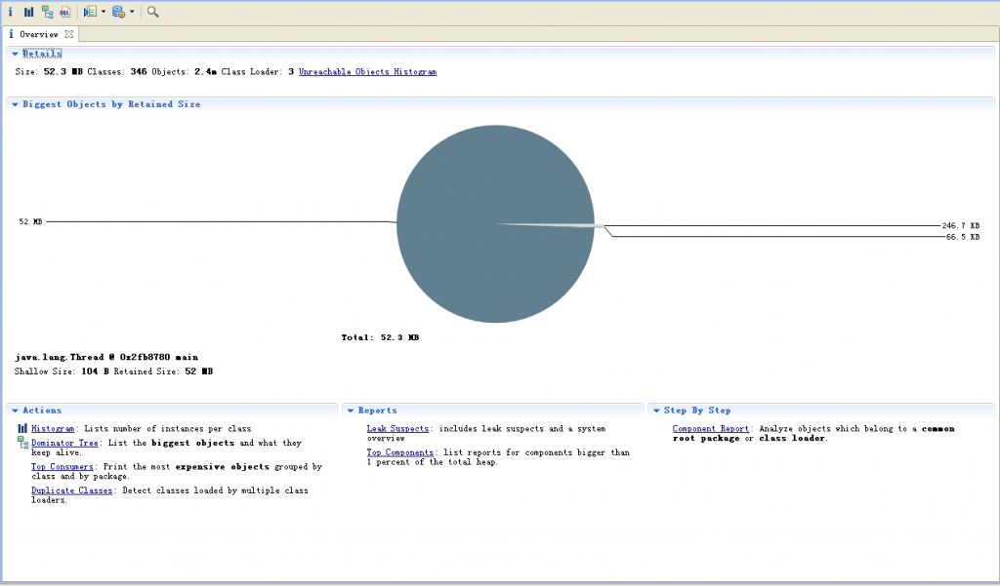 Overview
Details
Size: 52.3 MB Classes: 346 Objects: 2.4m Class Loader: 3 Unreachable Objects Histogram
Biggest Objects by Retained Size
52 MB
246.7 KB
66.5 KB
Total: 52.3 MB
java.lang.Thread @ 0x2fb8780 main
Shallow Size: 104 B Retained Size: 52 MB
Actions
Histogram: Lists number of instances per class
Dominator Tree: List the biggest objects and what they
keep alive.
Top Consumers: Print the most expensive objects grouped by
class and by package.
Duplicate Classes: Detect classes loaded by multiple class
loaders.
Reports
Leak Suspects: includes leak suspects and a system
overview
Top Components: list reports for components bigger than
1 percent of the total heap.
Step By Step
Component Report: Analyze objects which belong to a common
root package or class loader.